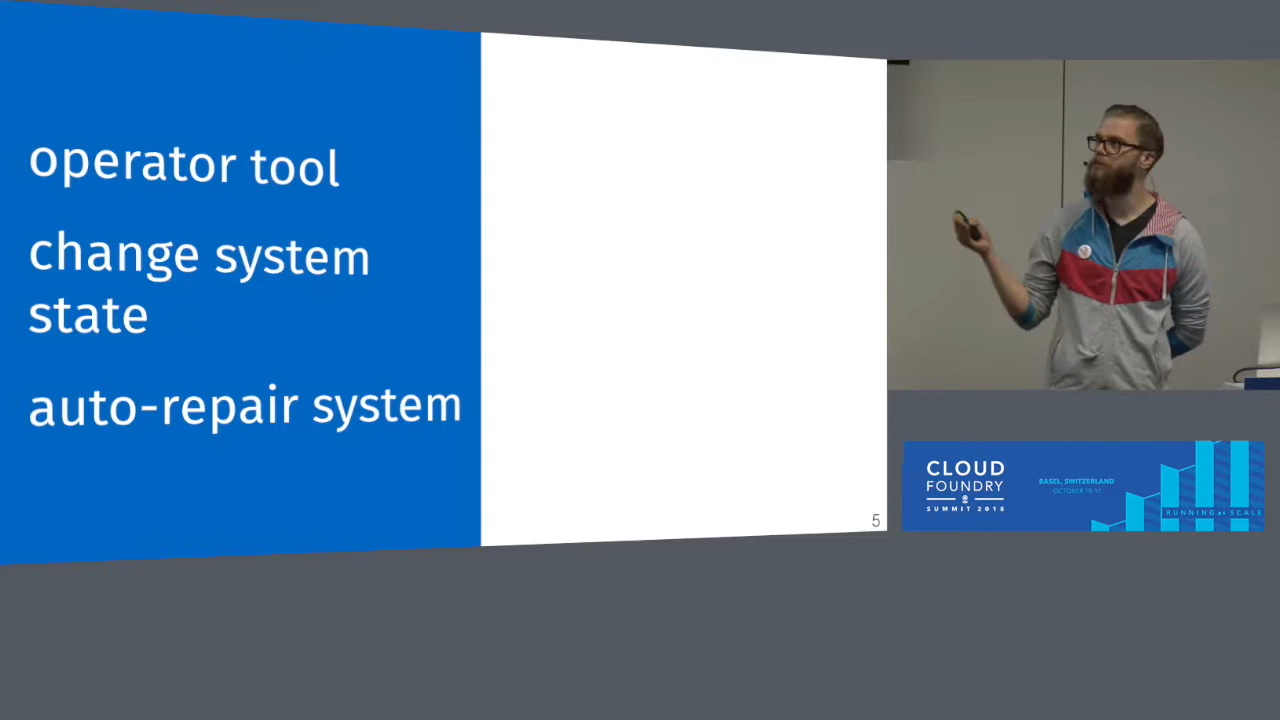 operator tool
change system
state
auto-repair system
5
CLOUD
FOUNDRY
SUMMIT 2018
BASEL, SWITZERLAND
OCTOBER 10-11
RUNNING AT SCALE